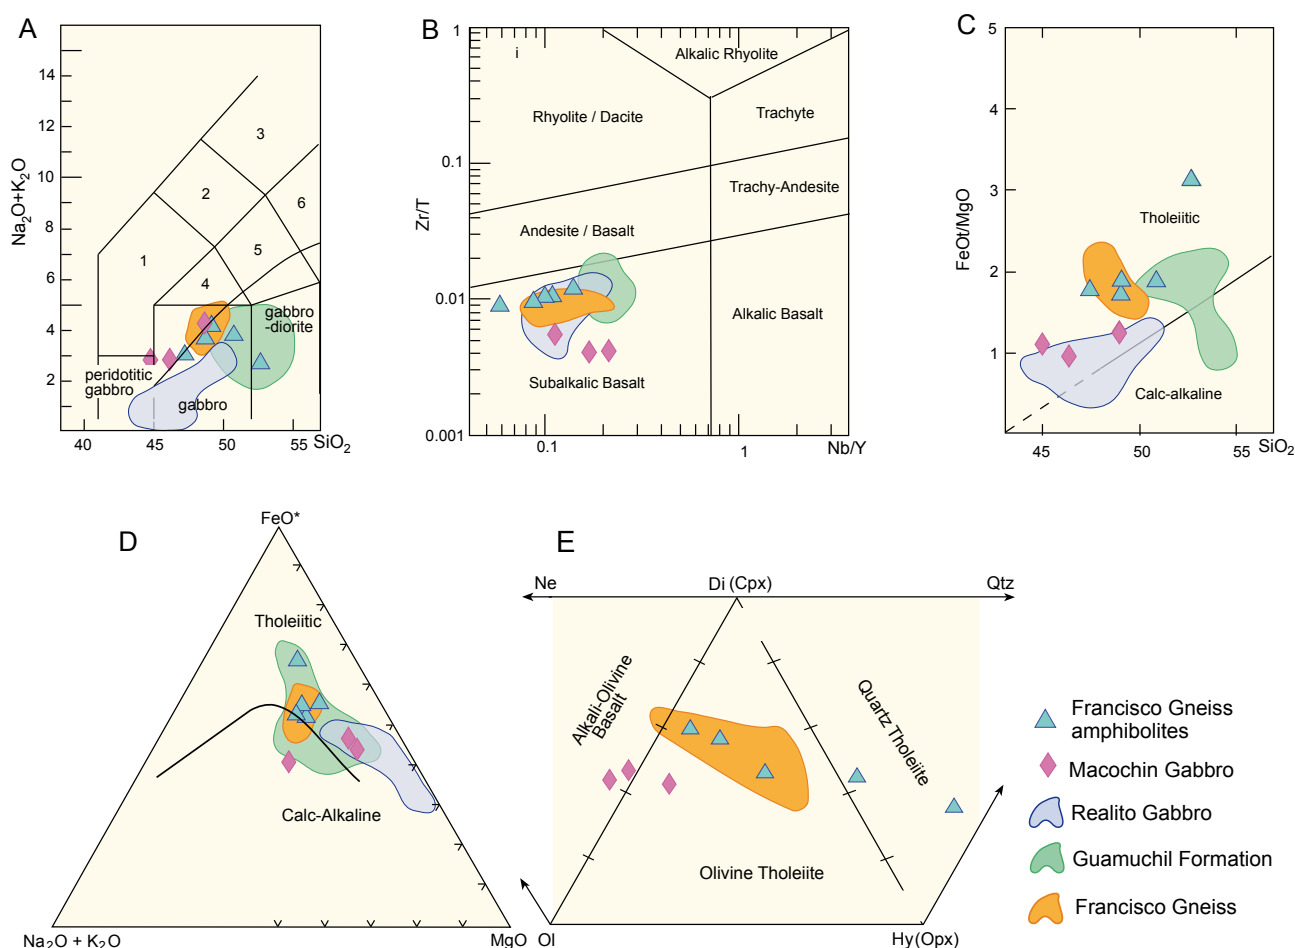 A
Na2O+K2O
14
12
10
8
6
4
2
40
45
50
55
SiO2
1
2
3
4
5
6
gabbro
-diorite
peridotitic
gabbro
gabbro
B
i
Zr/T
1
0.1
0.01
0.001
0.1
1
Nb/Y
Alkalic Rhyolite
Rhyolite / Dacite
Trachyte
Trachy-Andesite
Andesite / Basalt
Alkalic Basalt
Subalkalic Basalt
C
FeOt/MgO
5
4
3
2
1
45
50
55
SiO2
Tholeiitic
Calc-alkaline
D
FeO*
Tholeiitic
Calc-Alkaline
Na2O + K2O
MgO
E
Ne
Di (Cpx)
Qtz
Alkali-Olivine
Basalt
Quartz Tholeiite
Olivine Tholeiite
Ol
Hy (Opx)
Francisco Gneiss
amphibolites
Macochin Gabbro
Realito Gabbro
Guamuchil Formation
Francisco Gneiss